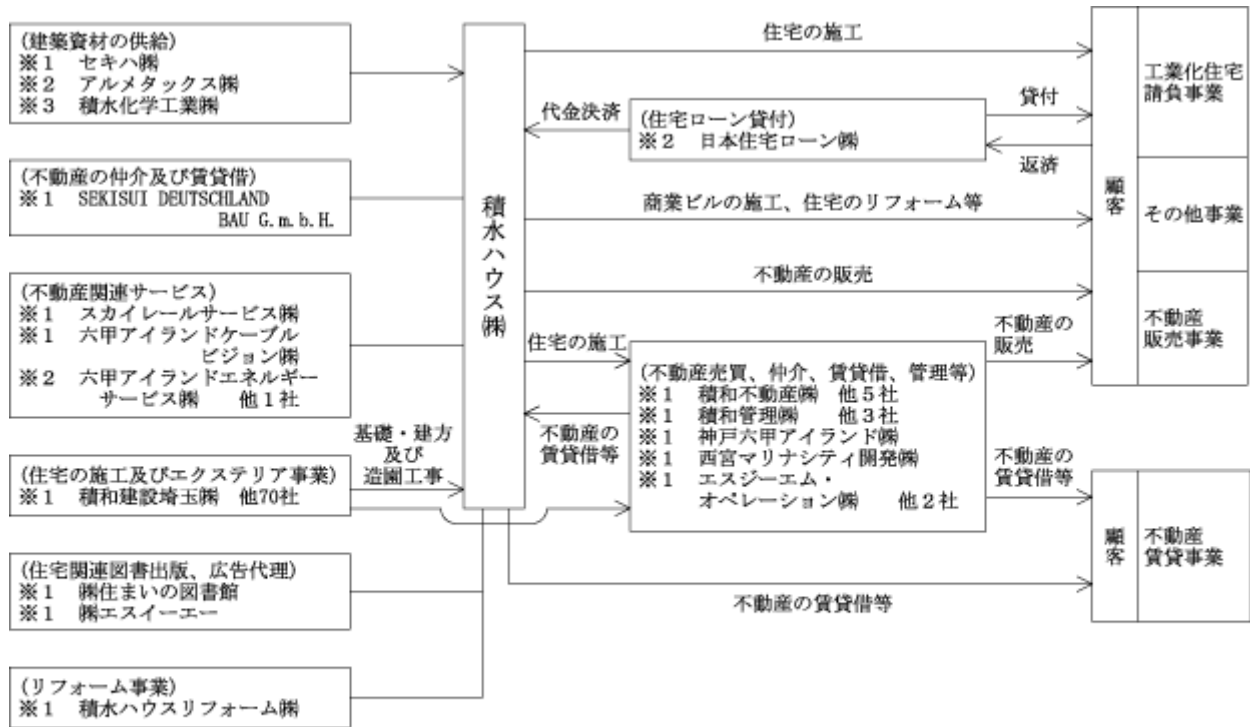 (建築資材の供給)
※1 セキハ㈱
※2 アルメタックス㈱
※3 積水化学工業㈱
(不動産の仲介及び賃貸借)
※1 SEKISUI DEUTSCHLAND
BAU G.m.b.H.
(不動産関連サービス)
※1 スカイレールサービス㈱
※1 六甲アイランドケーブル
ビジョン㈱
※2 六甲アイランドエネルギー
サービス㈱ 他1社
(住宅の施工及びエクステリア事業)
※1 積和建設埼玉㈱ 他70社
(住宅関連図書出版、広告代理)
※1 ㈱住まいの図書館
※1 ㈱エスイーエー
(リフォーム事業)
※1 積水ハウスリフォーム㈱
基礎・建方
及び
造園工事
積水ハウス㈱
住宅の施工
代金決済
(住宅ローン貸付)
※2 日本住宅ローン㈱
貸付
返済
商業ビルの施工、住宅のリフォーム等
不動産の販売
住宅の施工
不動産の
賃貸借等
(不動産売買、仲介、賃貸借、管理等)
※1 積和不動産㈱ 他5社
※1 積和管理㈱ 他3社
※1 神戸六甲アイランド㈱
※1 西宮マリナシティ開発㈱
※1 エスジーエム・
オペレーション㈱ 他2社
不動産の
販売
不動産の
賃貸借等
不動産の賃貸借等
顧客
工業化住宅
請負事業
その他事業
不動産
販売事業
顧客
不動産
賃貸事業